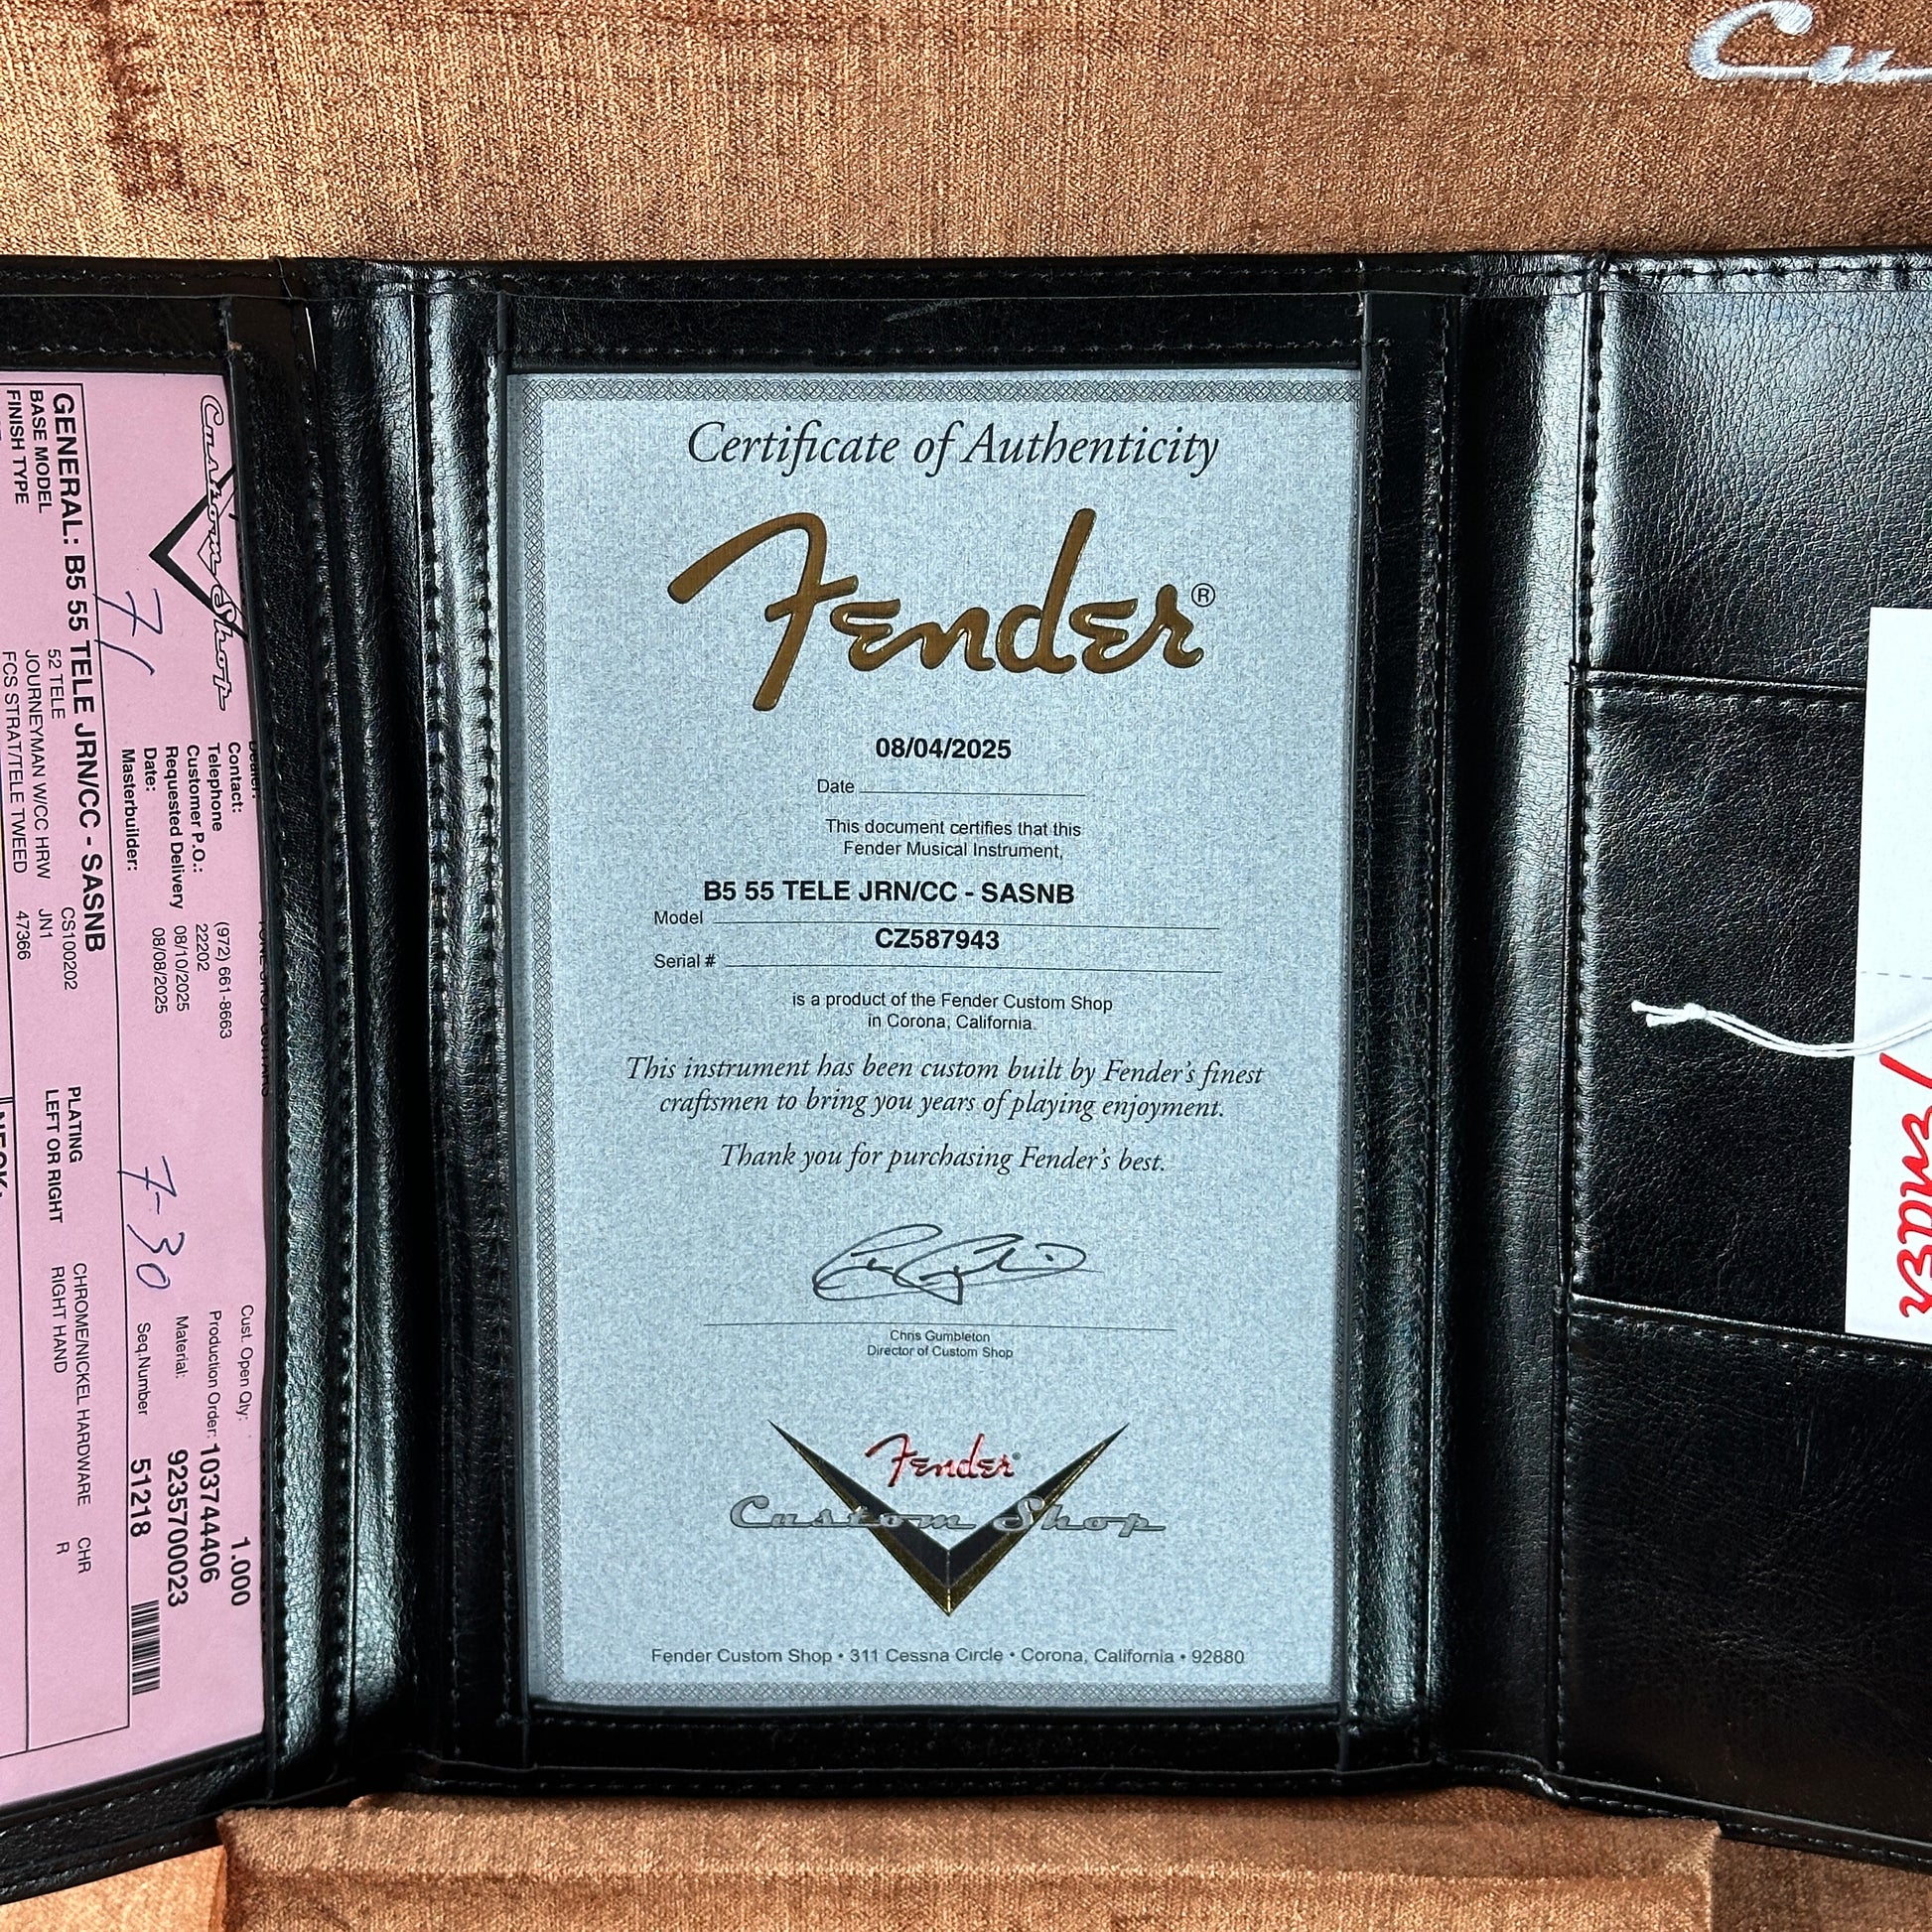 Custom Shop
Contact:
Telephone (972) 661-8663
Customer P.O.: 22202
Requested Delivery 08/10/2025
Date: 08/08/2025
Masterbuilder:
7/
7-30
Cust. Open Qty: 1.000
Production Order: 103744406
Material: 9235700023
Seq.Number 51218
GENERAL: B5 55 TELE JRN/CC - SASNB
BASE MODEL 52 TELE CS100202 PLATING CHROME/NICKEL HARDWARE CHR
FINISH TYPE JOURNEYMAN W/CC HRW JN1 LEFT OR RIGHT RIGHT HAND R
FCS STRAT/TELE TWEED 47366
NECK:
Certificate of Authenticity
Fender®
08/04/2025
Date
This document certifies that this
Fender Musical Instrument,
B5 55 TELE JRN/CC - SASNB
Model
CZ587943
Serial #
is a product of the Fender Custom Shop
in Corona, California.
This instrument has been custom built by Fender's finest
craftsmen to bring you years of playing enjoyment.
Thank you for purchasing Fender's best.
Chris Gumbleton
Director of Custom Shop
Fender®
Custom Shop
Fender Custom Shop • 311 Cessna Circle • Corona, California • 92880
Fender